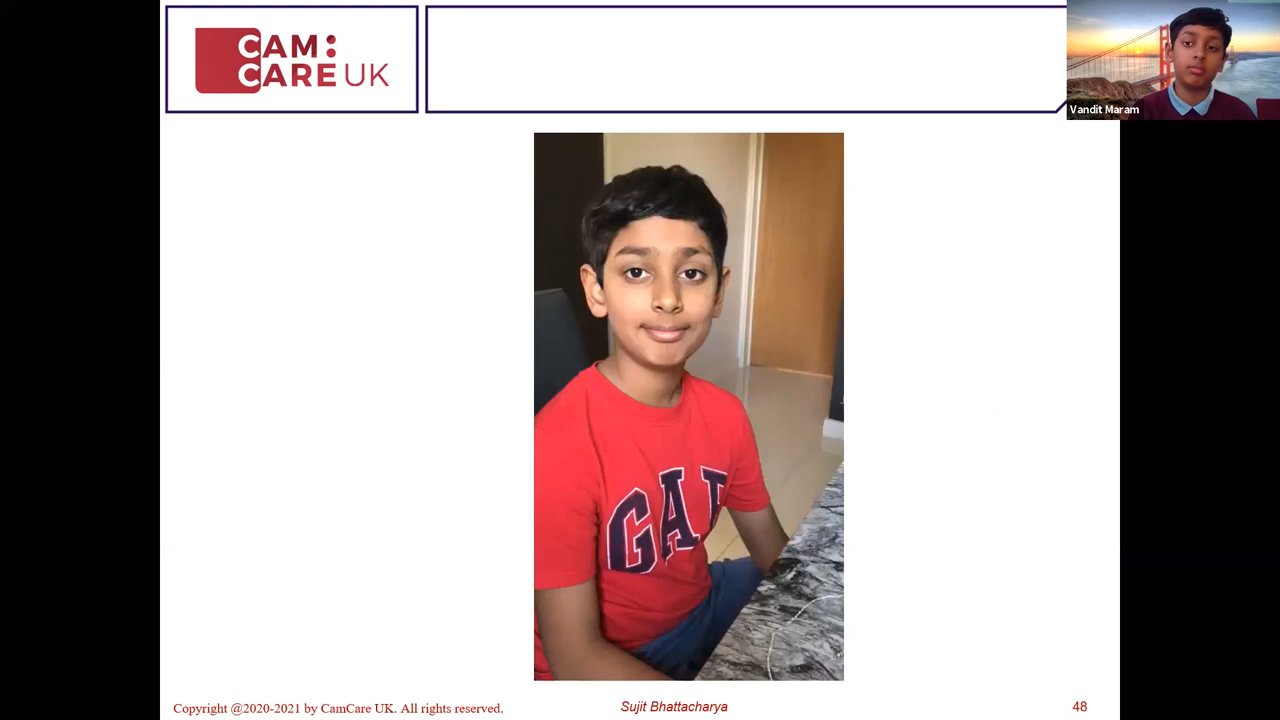 CAM:
CARE UK
Vandit Maram
GAP
Copyright @2020-2021 by CamCare UK. All rights reserved.
Sujit Bhattacharya
48